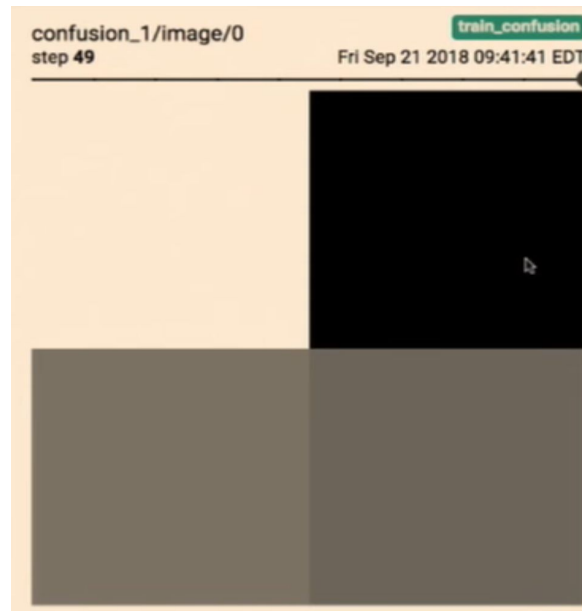 confusion_1/image/0
train_confusion
step 49
Fri Sep 21 2018 09:41:41 EDT